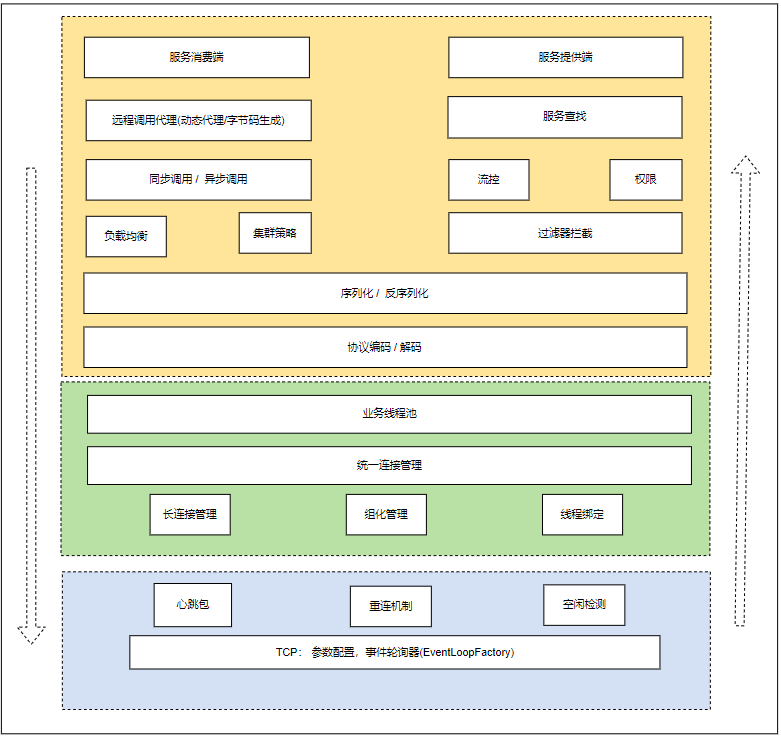 服务消费端
服务提供端
远程调用代理(动态代理/字节码生成)
服务查找
同步调用 / 异步调用
流控
权限
负载均衡
集群策略
过滤器拦截
序列化 / 反序列化
协议编码 / 解码
业务线程池
统一连接管理
长连接管理
组化管理
线程绑定
心跳包
重连机制
空闲检测
TCP： 参数配置，事件轮询器(EventLoopFactory)